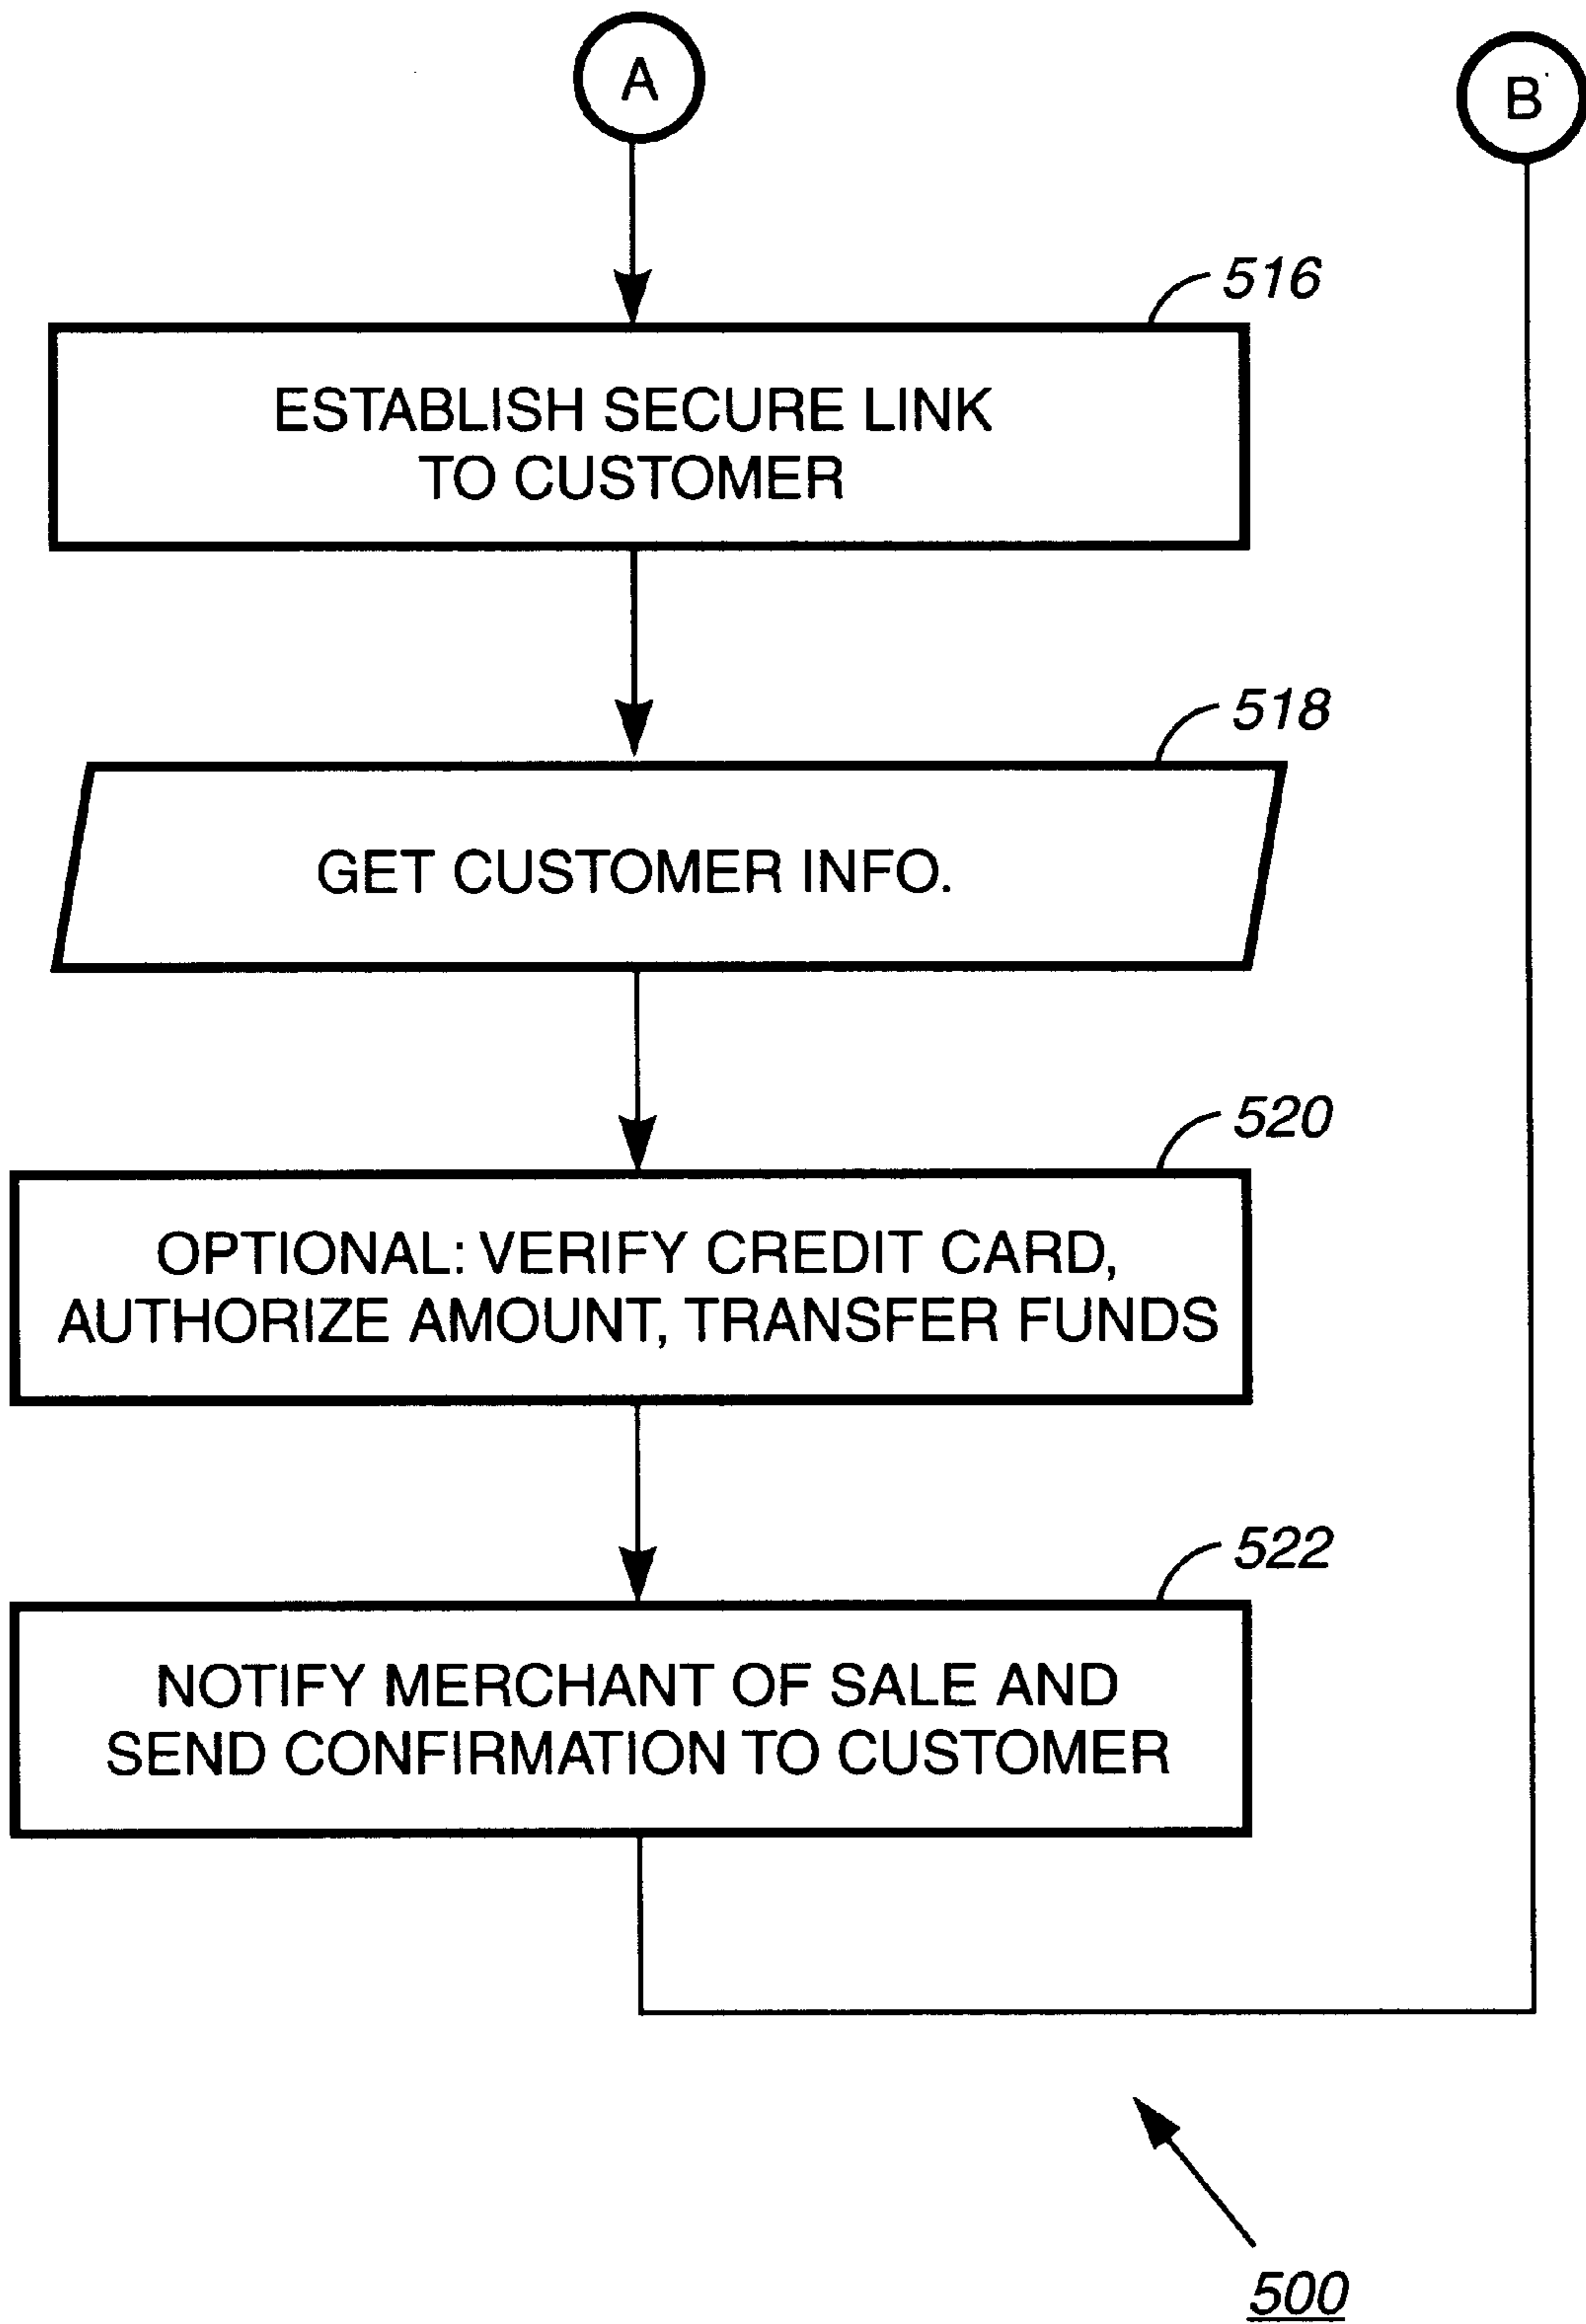 A
B
516
ESTABLISH SECURE LINK
TO CUSTOMER
518
GET CUSTOMER INFO.
520
OPTIONAL: VERIFY CREDIT CARD,
AUTHORIZE AMOUNT, TRANSFER FUNDS
522
NOTIFY MERCHANT OF SALE AND
SEND CONFIRMATION TO CUSTOMER
500